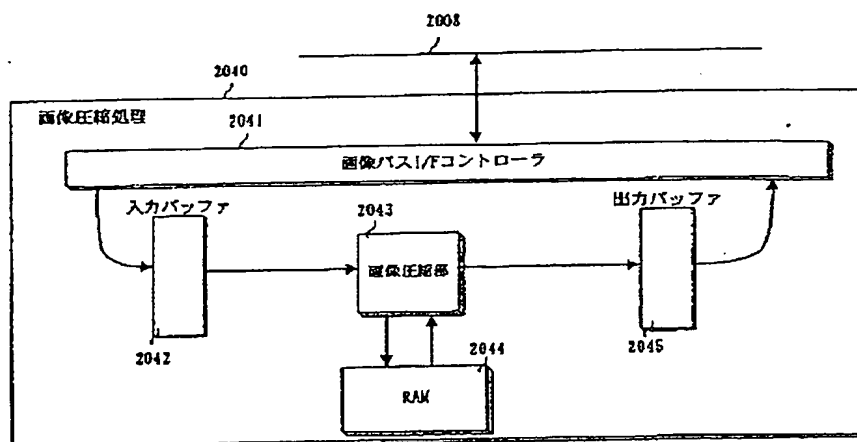 2008
2040
画像圧縮処理
2041
画像バスI/Fコントローラ
入力バッファ
2043
出力バッファ
画像圧縮部
2042
2045
2044
RAM